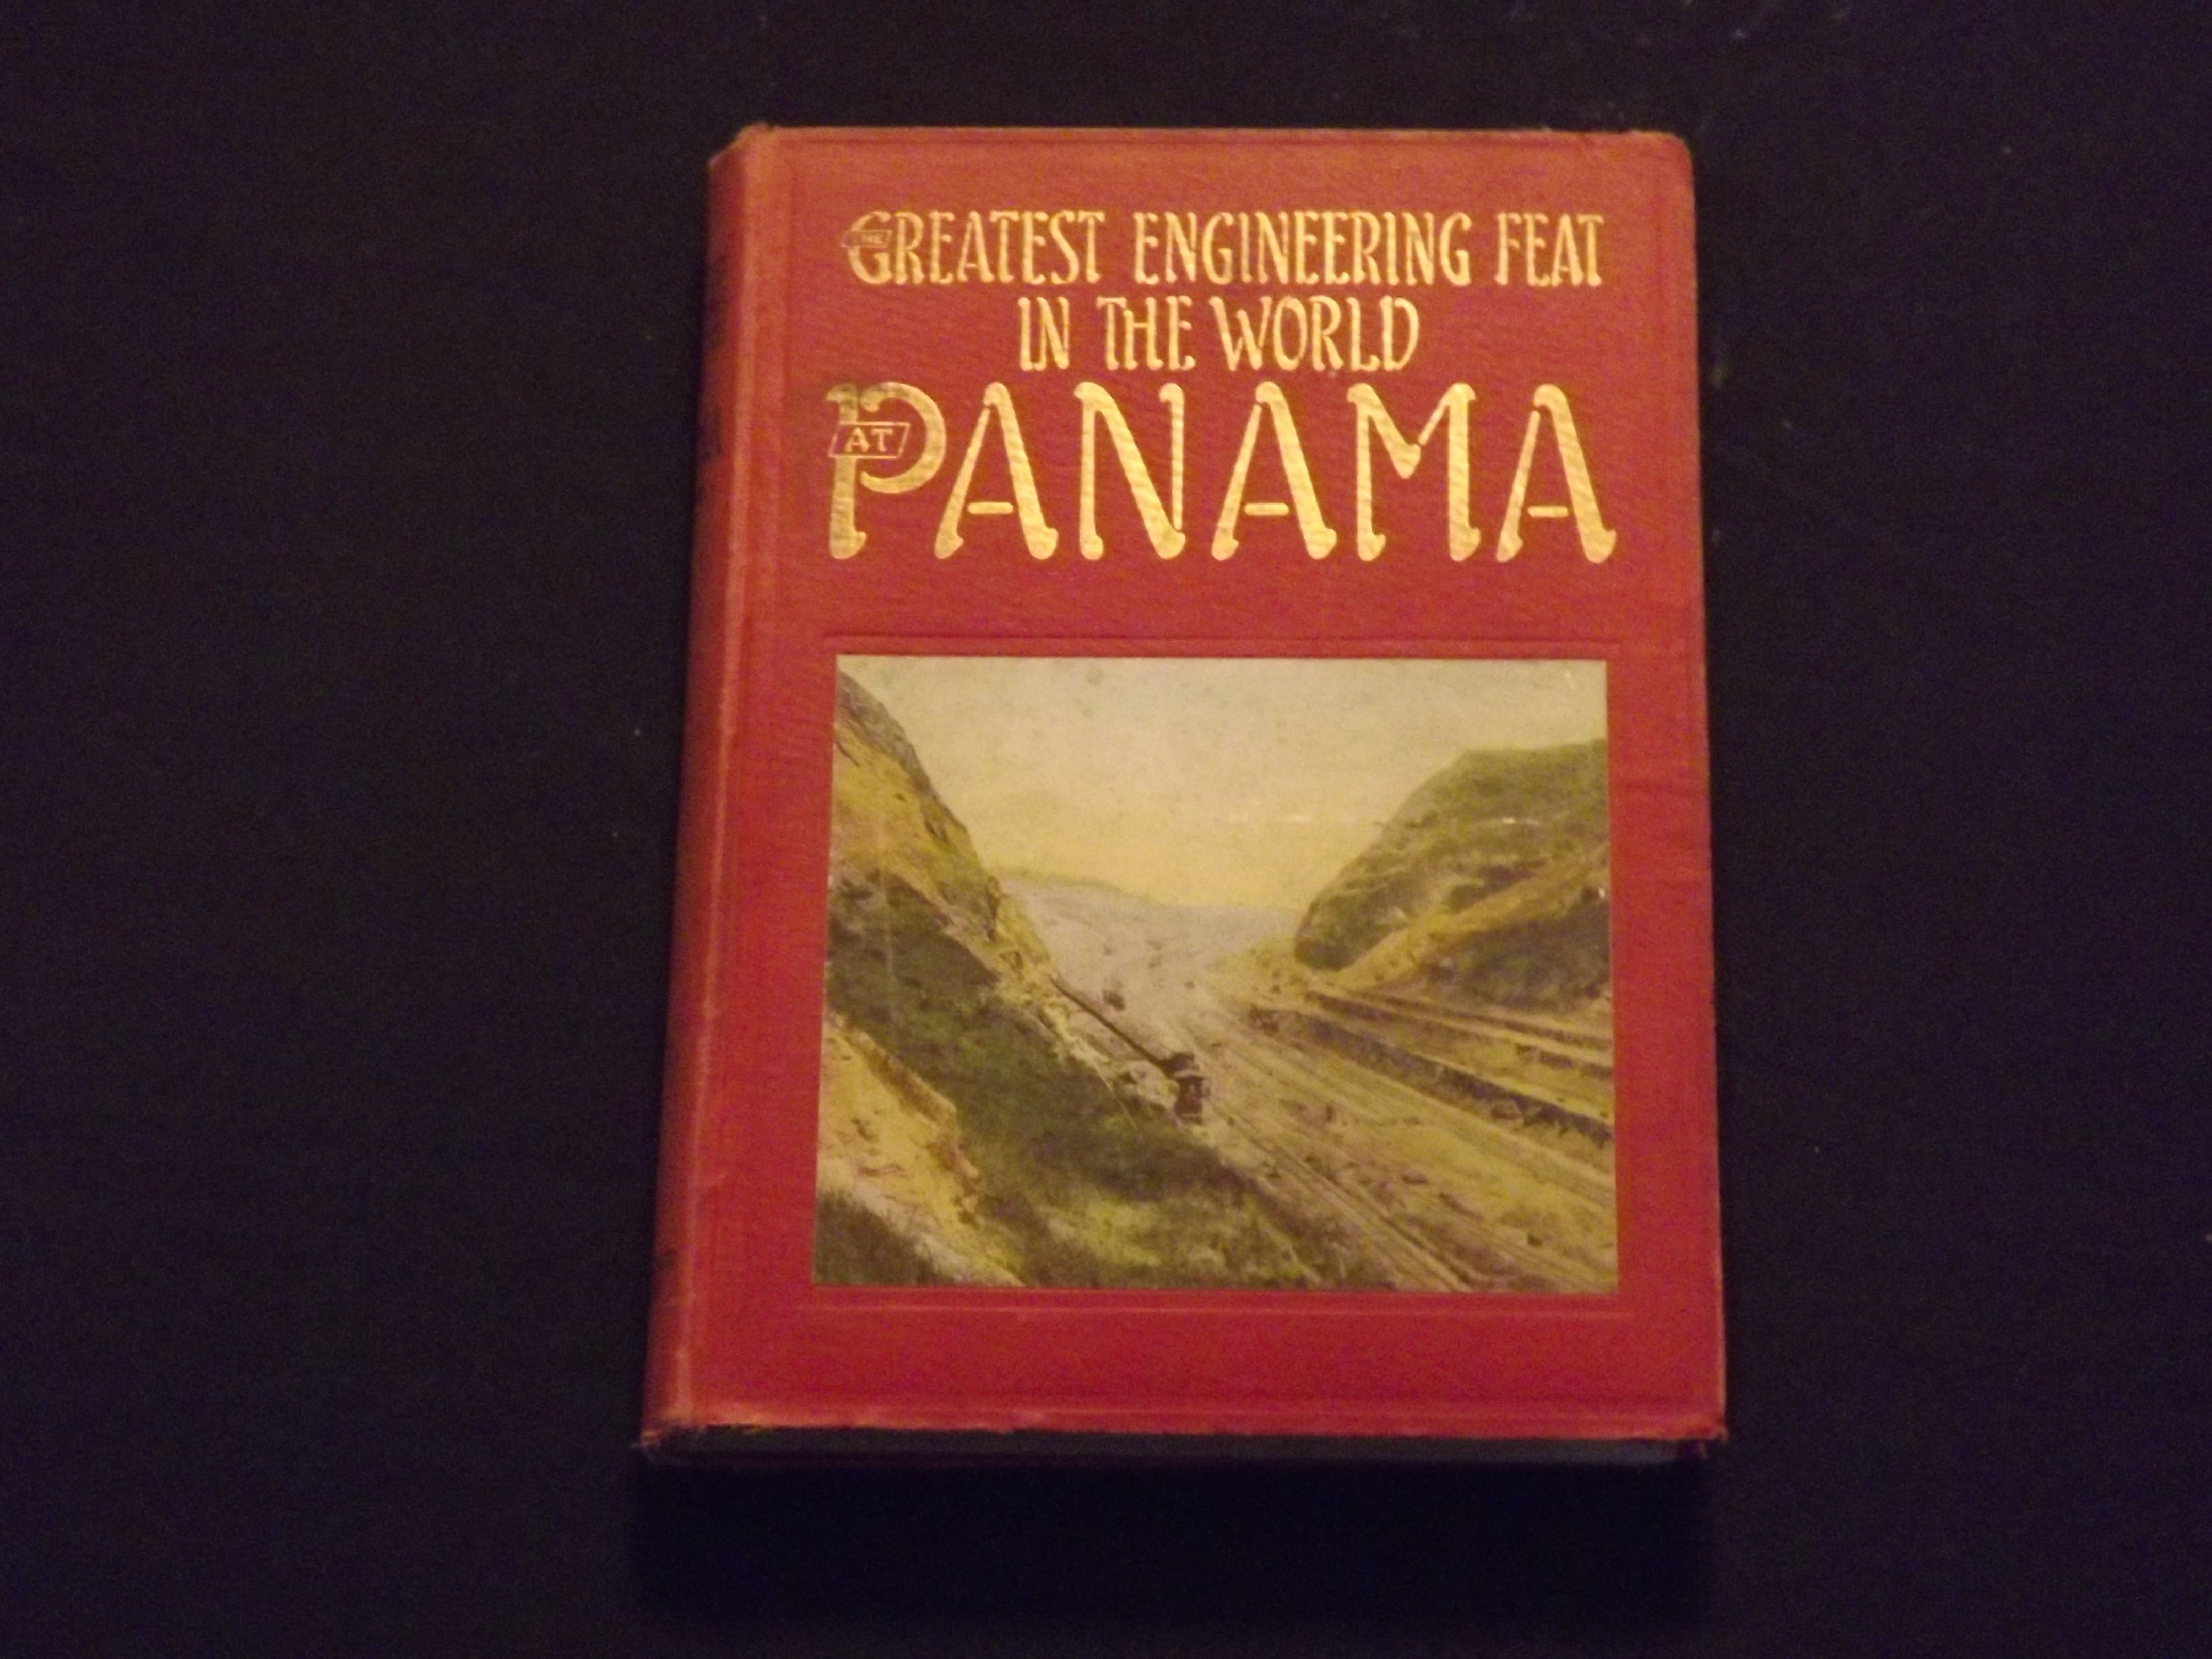 THE GREATEST ENGINEERING FEAT
IN THE WORLD
AT PANAMA